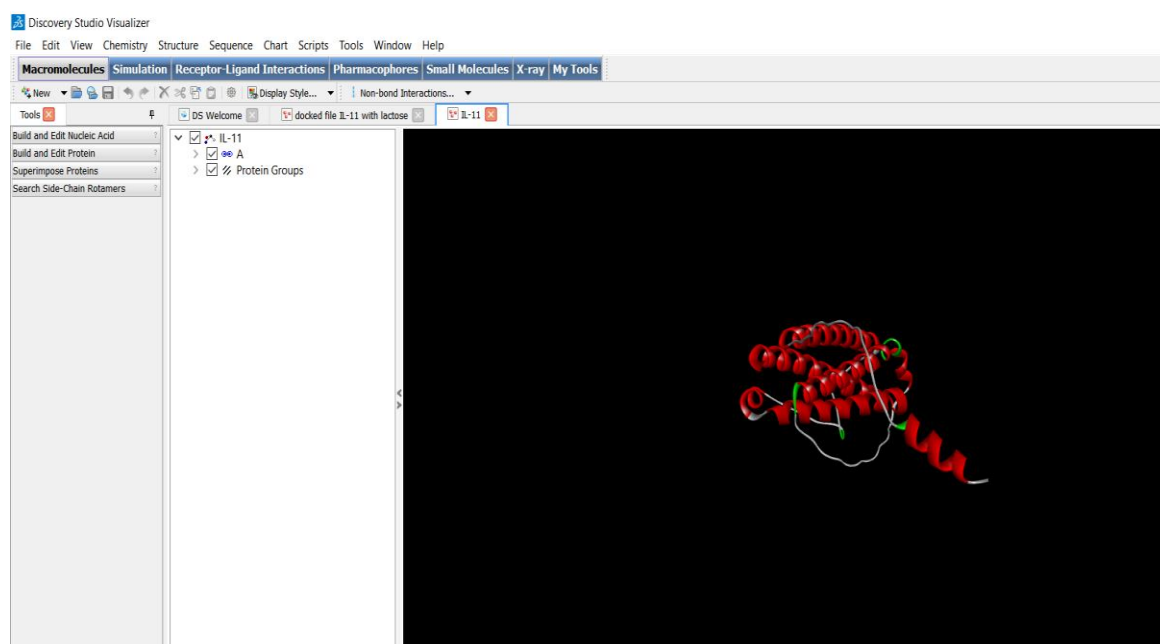 Discovery Studio Visualizer
File Edit View Chemistry Structure Sequence Chart Scripts Tools Window Help
Macromolecules Simulation Receptor-Ligand Interactions Pharmacophores Small Molecules X-ray My Tools
New Display Style... Non-bond Interactions...
Tools DS Welcome docked file IL-11 with lactose IL-11
Build and Edit Nucleic Acid ?
Build and Edit Protein ?
Superimpose Proteins ?
Search Side-Chain Rotamers ?
IL-11
A
Protein Groups